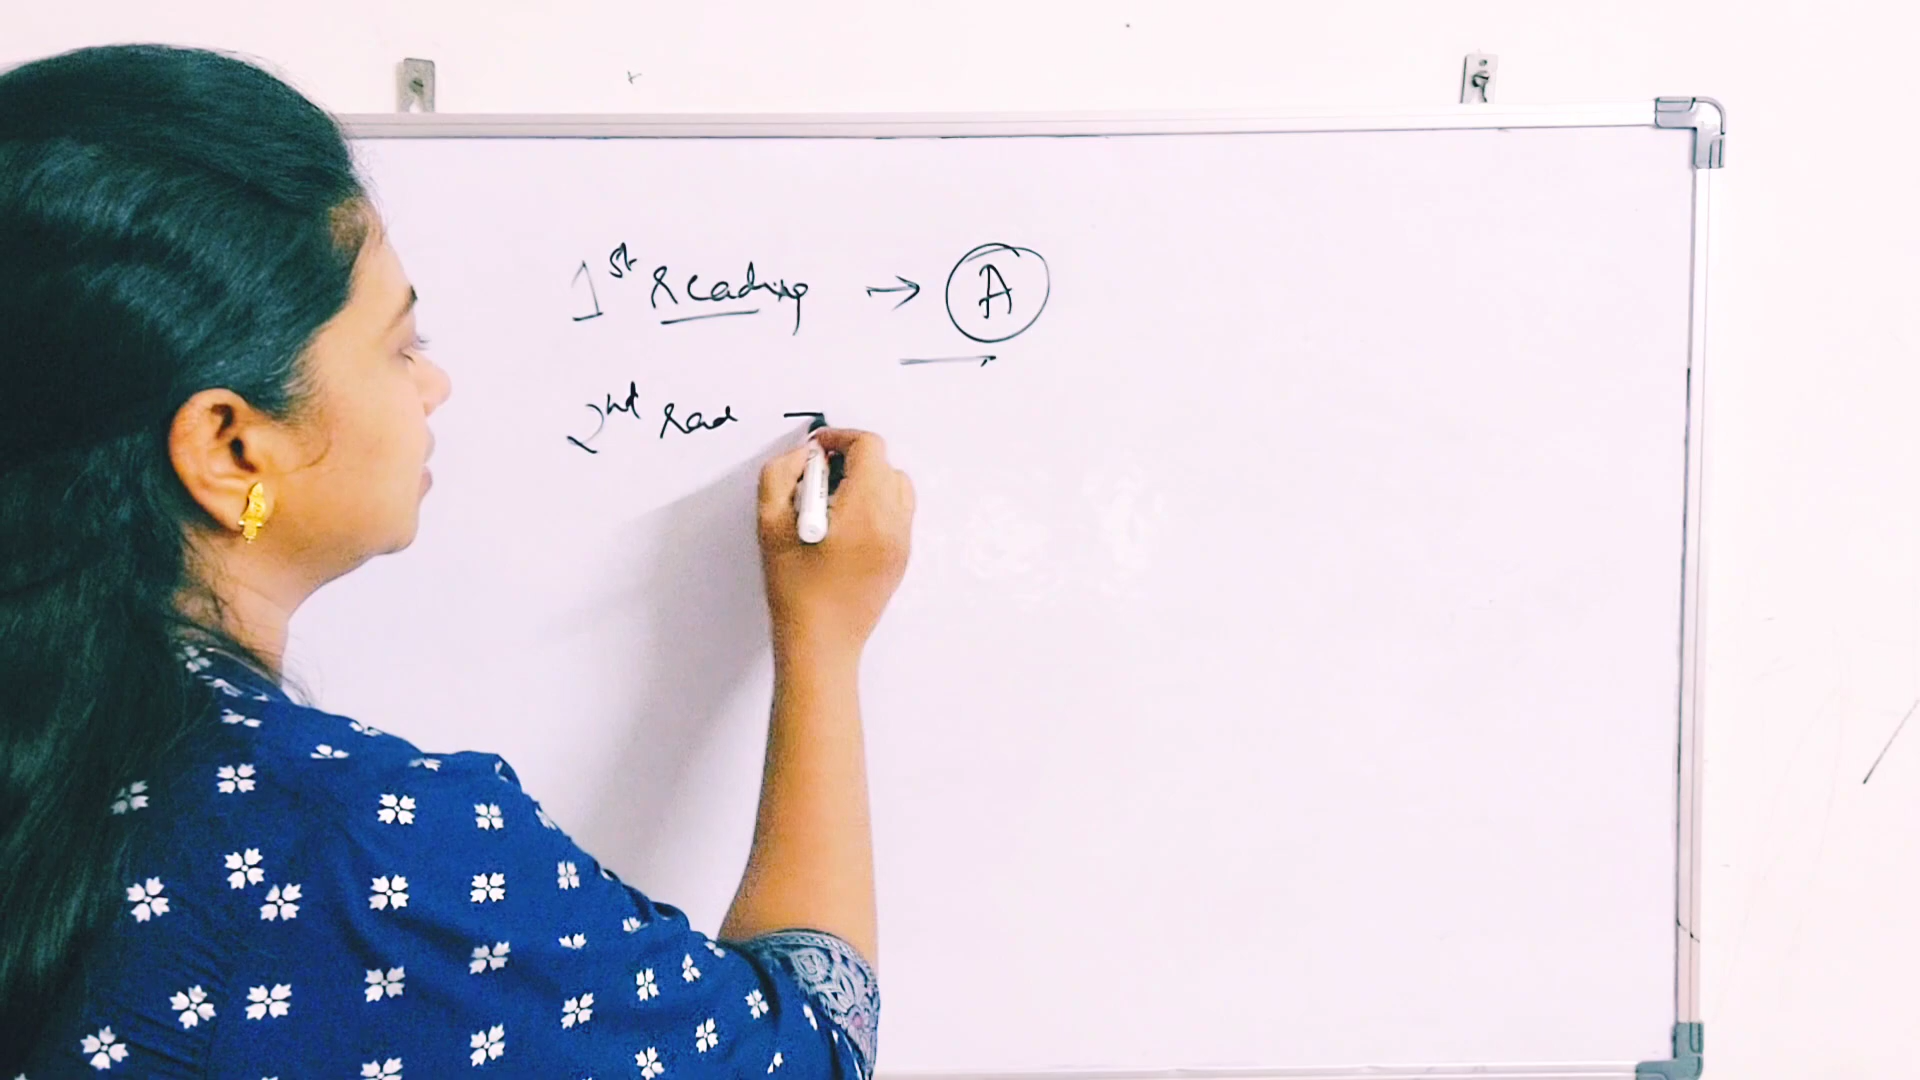 1st Reading → A
2nd Read →